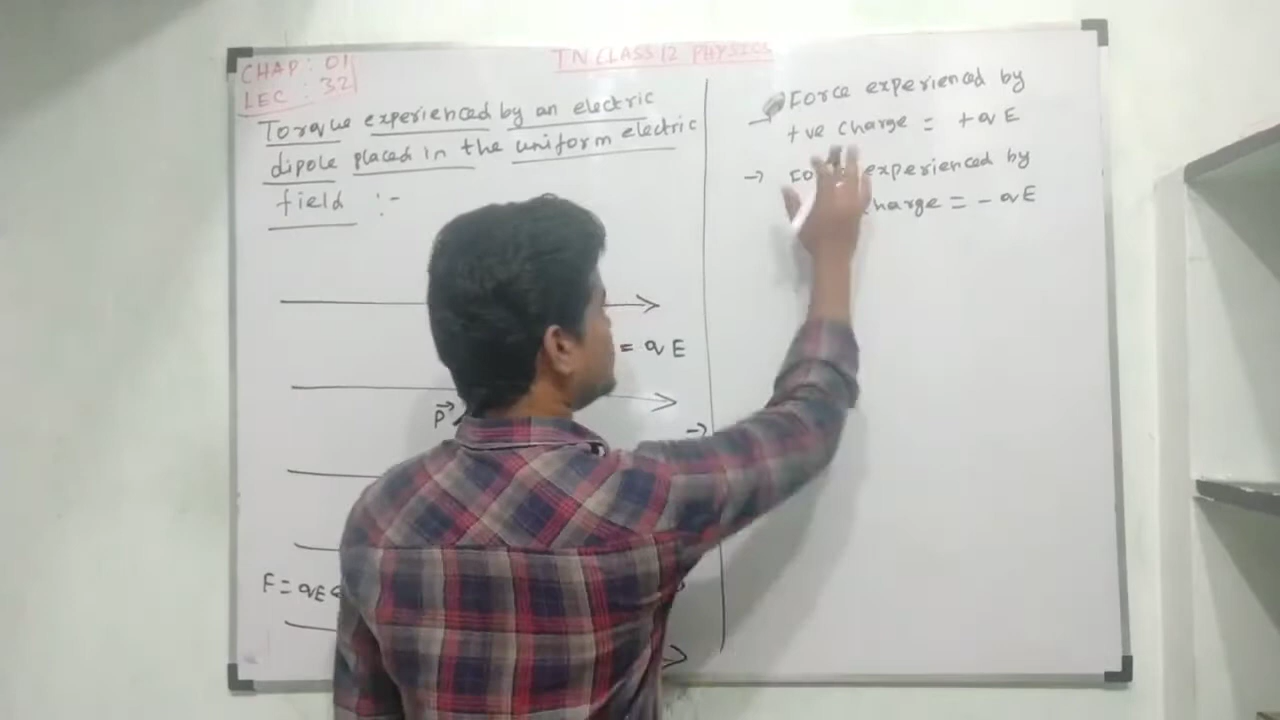 TN CLASS 12 PHYSICS
CHAP : 01
LEC : 32
Torque experienced by an electric
dipole placed in the uniform electric
field :-
= qE
P→
E→
F = qE
→ Force experienced by
+ve charge = +qE
→ experienced by
charge = - qE